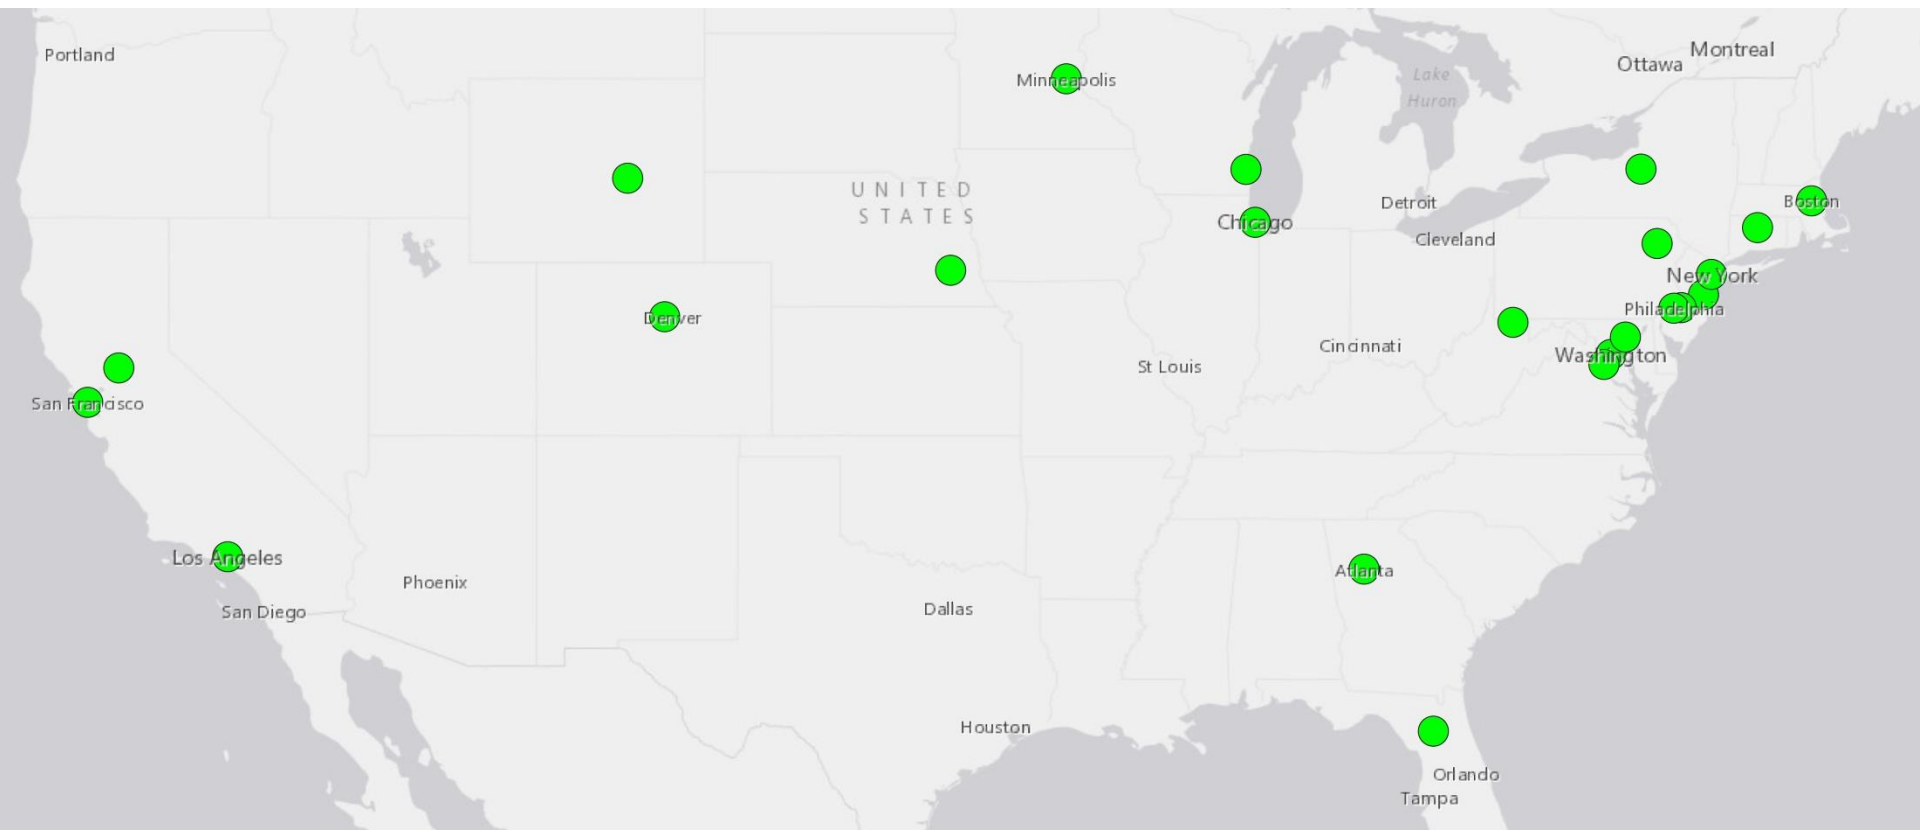 Montreal
Portland
Ottawa
Lake
Huron
Minneapolis
UNITED
STATES
Detroit
Boston
Chicago
Cleveland
New York
Philadelphia
Denver
Cincinnati
Washington
St Louis
San Francisco
Los Angeles
Atlanta
Phoenix
Dallas
San Diego
Houston
Orlando
Tampa